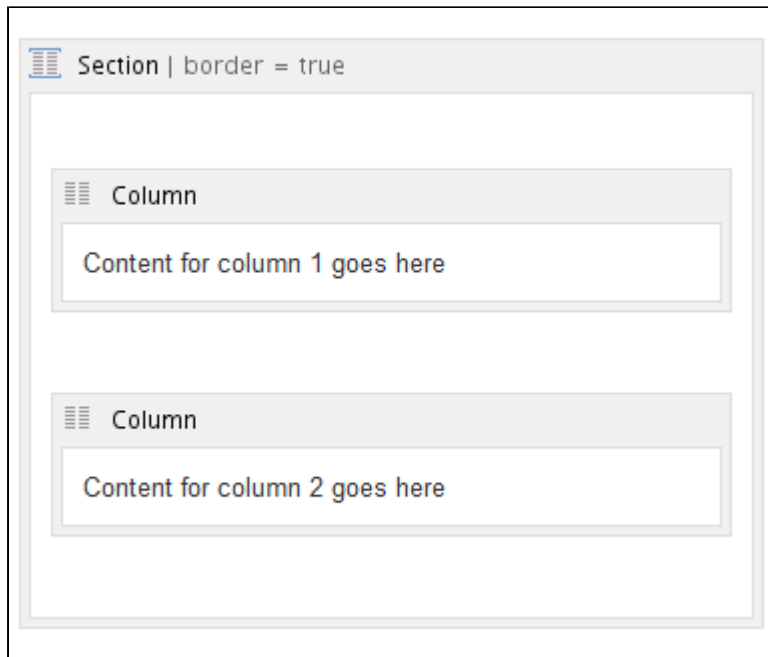 Section | border = true
Column
Content for column 1 goes here
Column
Content for column 2 goes here